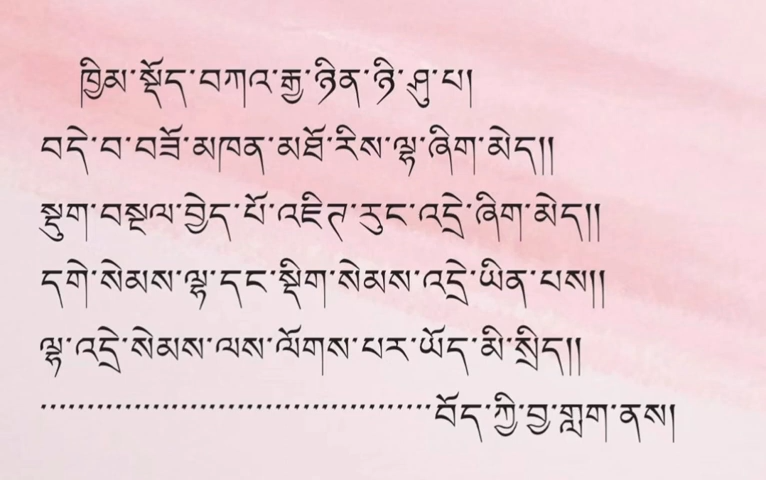 ཁྱིམ་སྡོད་བཀའ་རྒྱ་ཉིན་ཉི་ཤུ་པ།
བདེ་བ་བཟོ་མཁན་མཐོ་རིས་ལྷ་ཞིག་མེད།།
སྡུག་བསྔལ་བྱེད་པོ་འཇིཊ་རུང་འདྲེ་ཞིག་མེད།།
དགེ་སེམས་ལྷ་དང་སྡིག་སེམས་འདྲེ་ཡིན་པས།།
ལྷ་འདྲེ་སེམས་ལས་ལོགས་པར་ཡོད་མི་སྲིད།།
་་་་་་་་་་་་་་་་་་་་་་་་་་་་་་་་་་་་་་་་བོད་ཀྱི་བྱ་གླག་ནས།